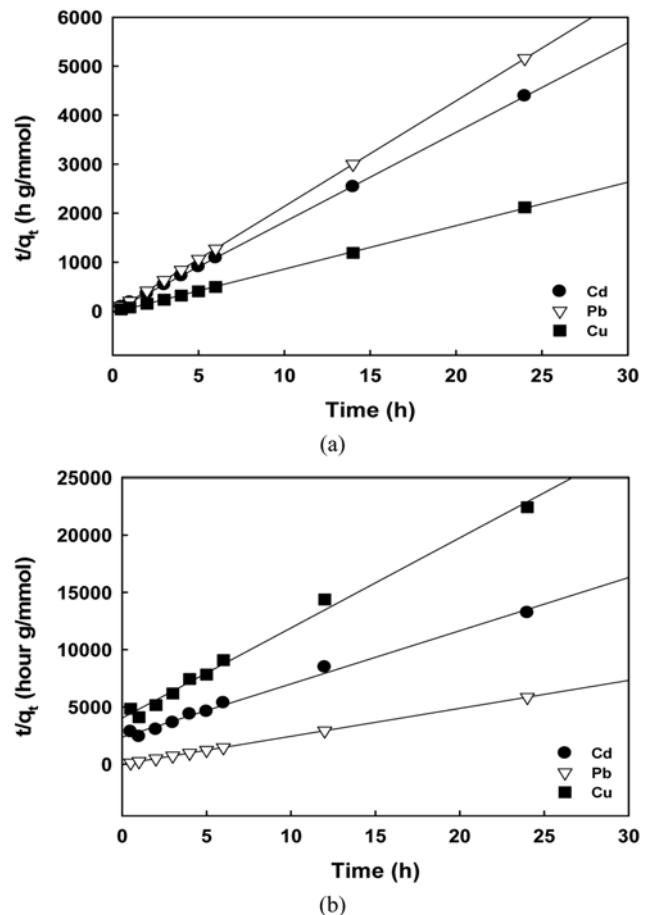 6000
5000
4000
3000
2000
1000
0
t/qt (h g/mmol)
Cd
Pb
Cu
0 5 10 15 20 25 30
Time (h)
(a)
25000
20000
15000
10000
5000
0
t/qt (hour g/mmol)
Cd
Pb
Cu
0 5 10 15 20 25 30
Time (h)
(b)